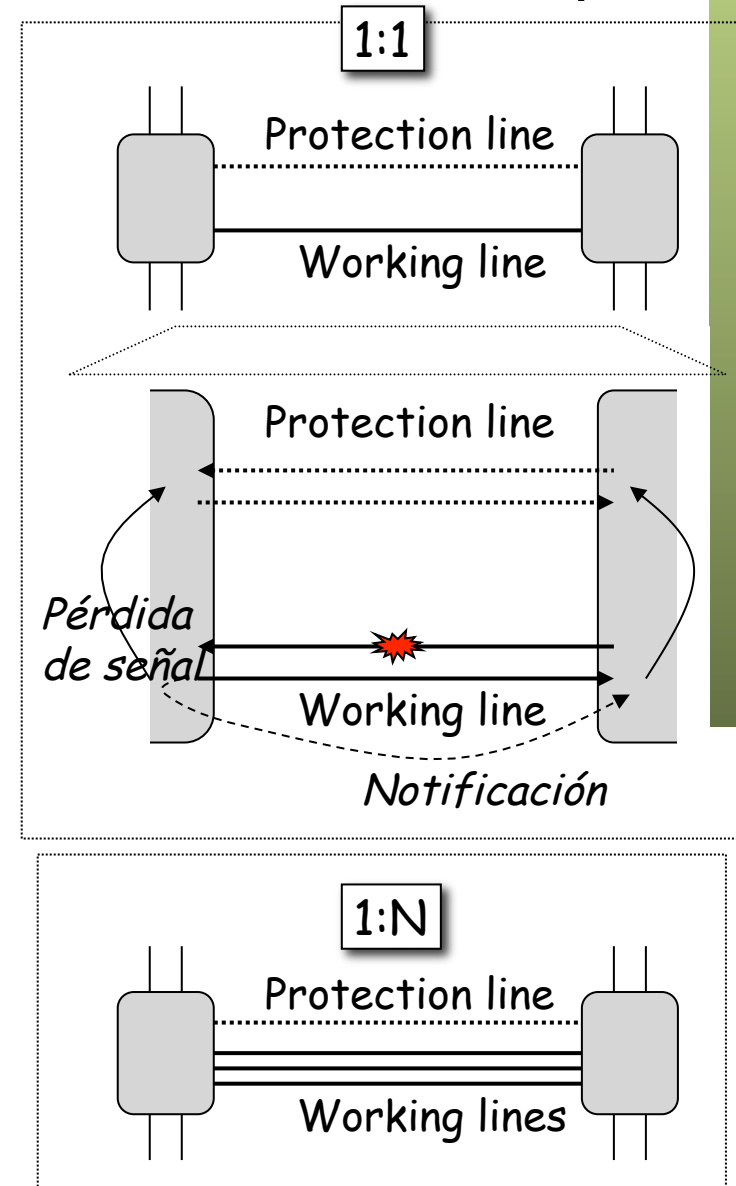 1:1
Protection line
Working line
Protection line
Pérdida
de señal
Working line
Notificación
1:N
Protection line
Working lines